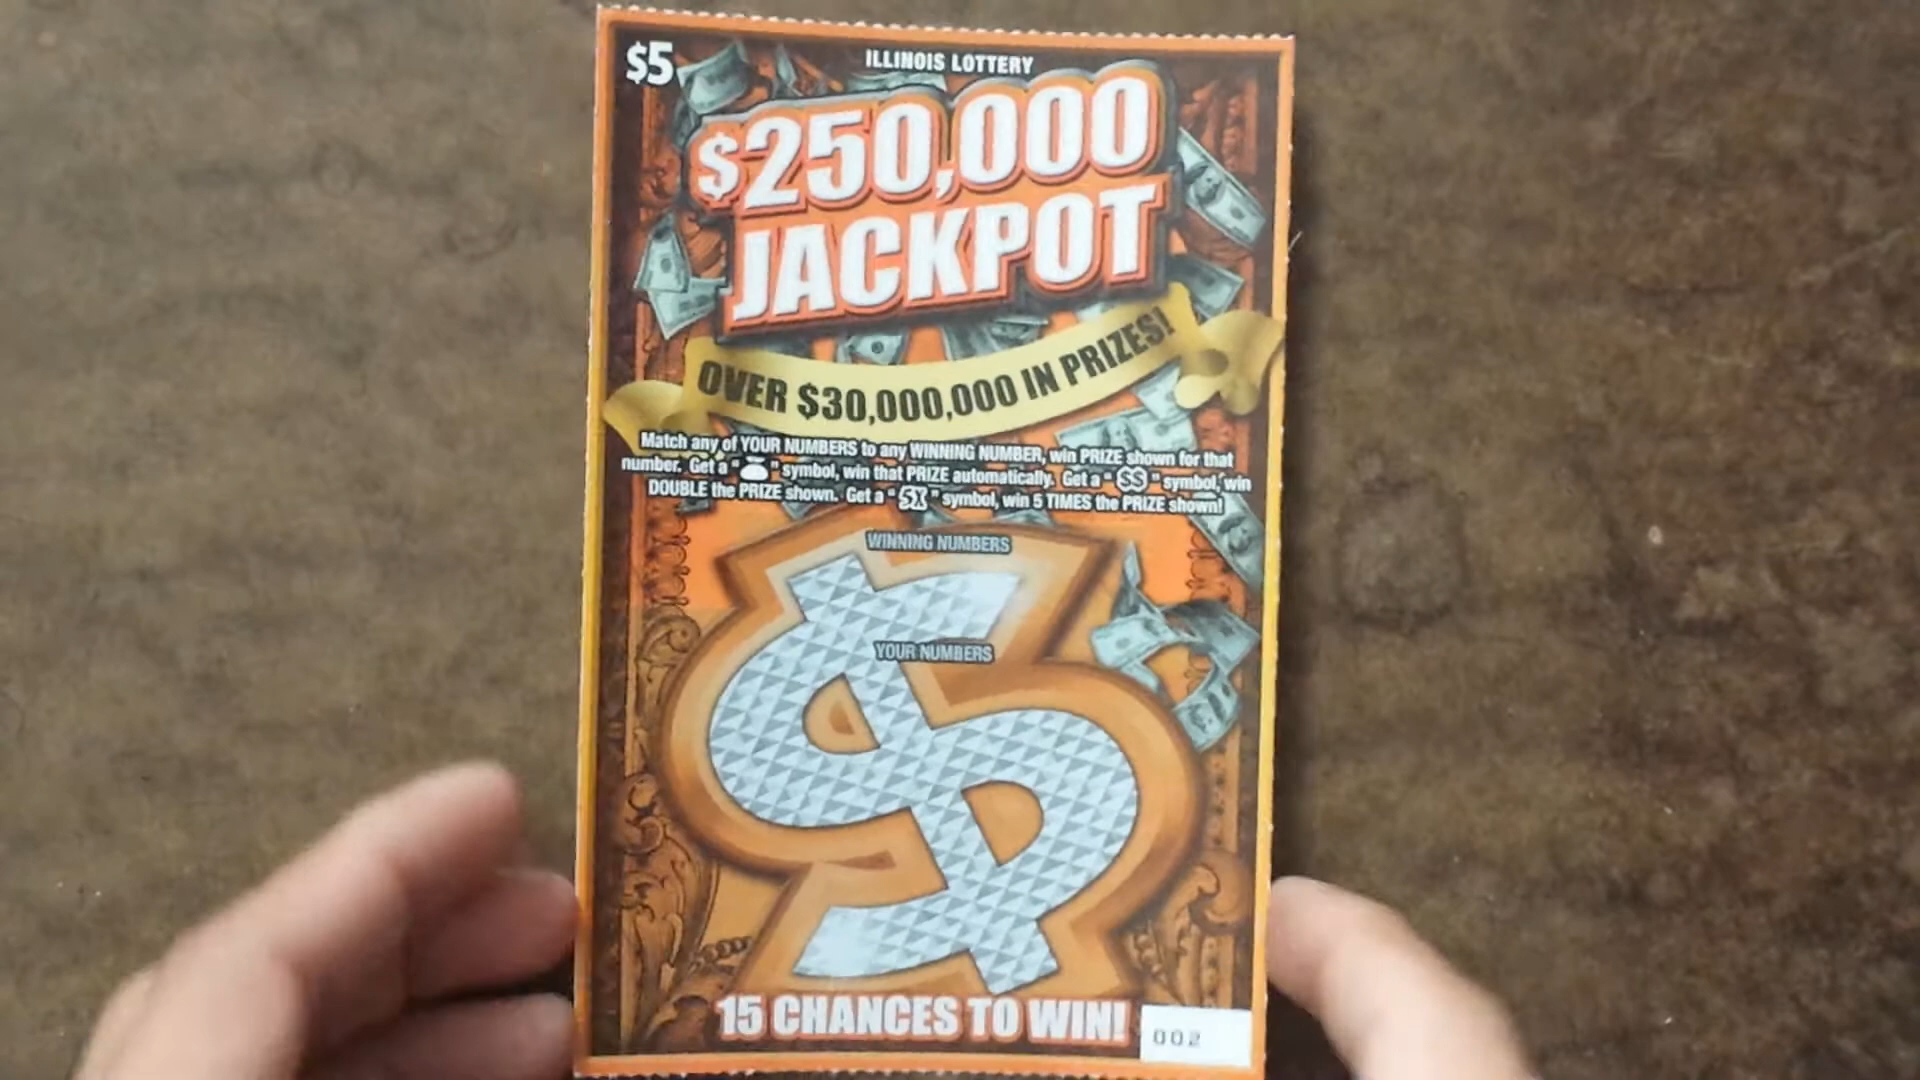 $5
ILLINOIS LOTTERY
$250,000
JACKPOT
OVER $30,000,000 IN PRIZES!
Match any of YOUR NUMBERS to any WINNING NUMBER, win PRIZE shown for that
number. Get a " " symbol, win that PRIZE automatically. Get a "$$" symbol, win
DOUBLE the PRIZE shown. Get a "5X" symbol, win 5 TIMES the PRIZE shown!
WINNING NUMBERS
YOUR NUMBERS
15 CHANCES TO WIN!
002